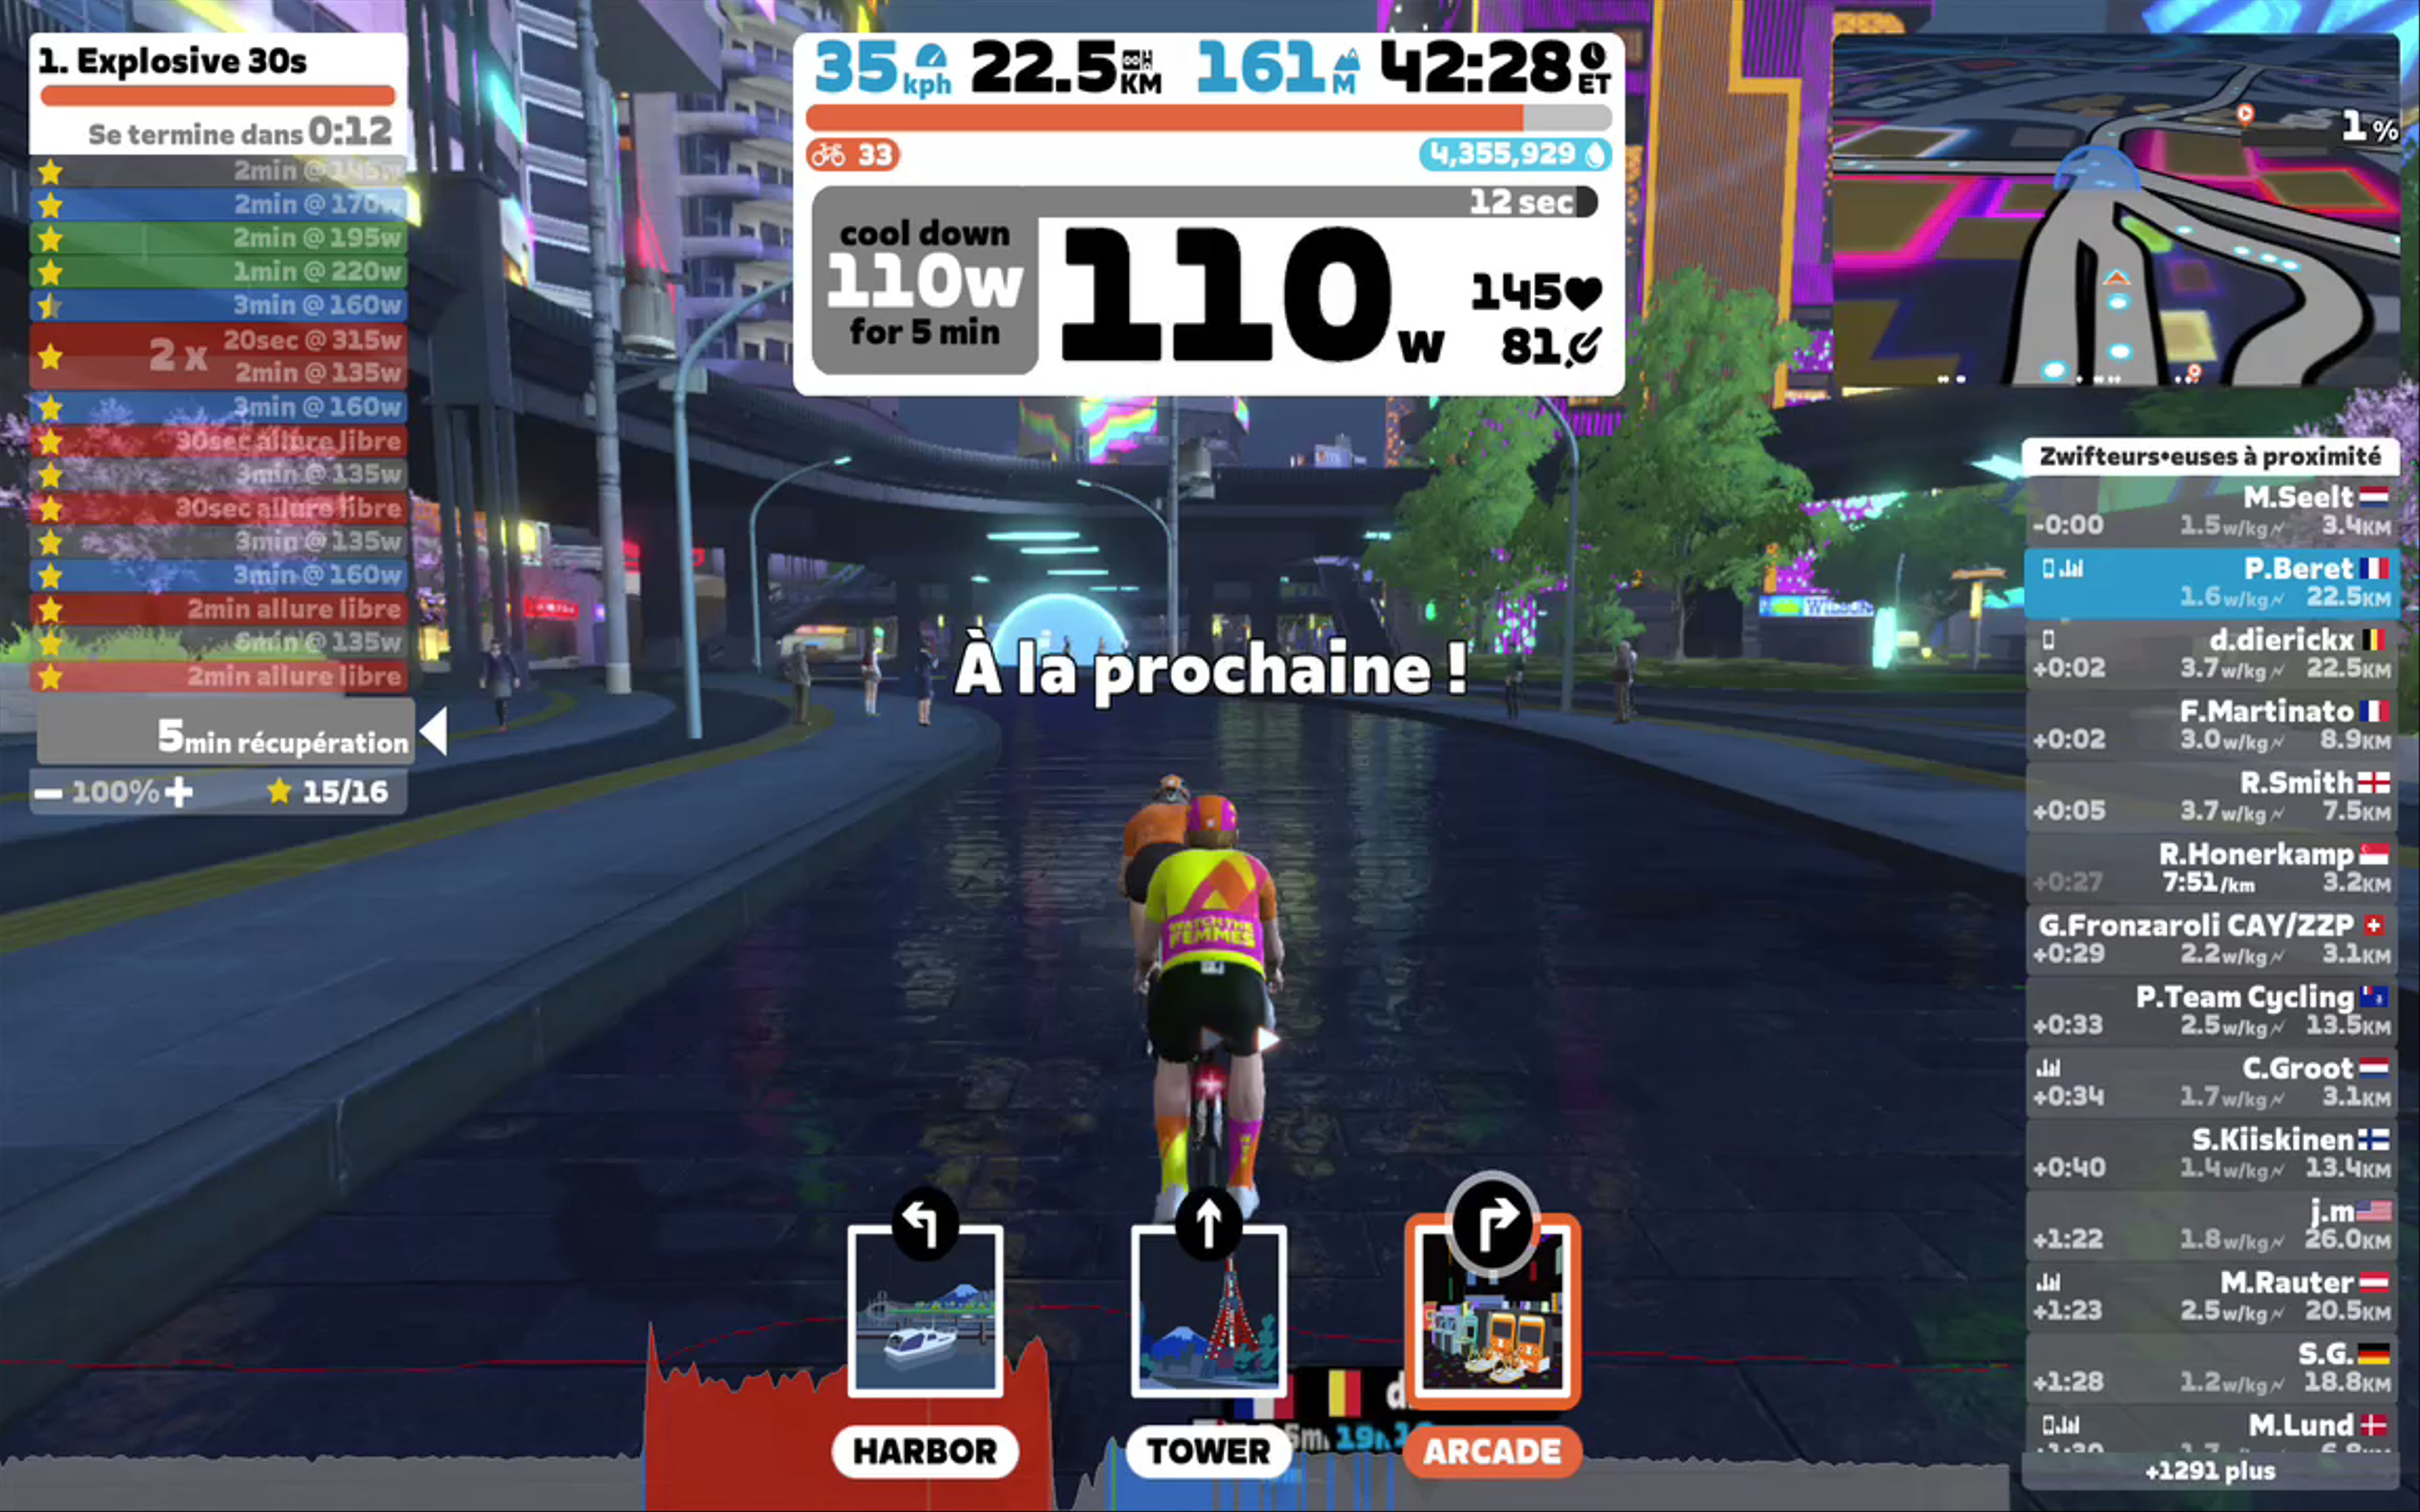 1. Explosive 30s
Se termine dans 0:12
2min @ 145w
2min @ 170w
2min @ 195w
1min @ 220w
3min @ 160w
2 x 20sec @ 315w
2min @ 135w
3min @ 160w
30sec allure libre
3min @ 135w
30sec allure libre
3min @ 135w
3min @ 160w
2min allure libre
6min @ 135w
2min allure libre
5min récupération
100% 15/16
35 kph 22.5 KM 161 M 42:28 ET
33 4,355,929
12 sec
cool down
110w
for 5 min
110 w
145
81
1 %
À la prochaine !
WATCH THE
FEMMES
Zwifteurs•euses à proximité
M.Seelt
-0:00 1.5 w/kg 3.4KM
P.Beret
1.6 w/kg 22.5KM
d.dierickx
+0:02 3.7 w/kg 22.5KM
F.Martinato
+0:02 3.0 w/kg 8.9KM
R.Smith
+0:05 3.7 w/kg 7.5KM
R.Honerkamp
+0:27 7:51 /km 3.2KM
G.Fronzaroli CAY/ZZP
+0:29 2.2 w/kg 3.1KM
P.Team Cycling
+0:33 2.5 w/kg 13.5KM
C.Groot
+0:34 1.7 w/kg 3.1KM
S.Kiiskinen
+0:40 1.4 w/kg 13.4KM
j.m
+1:22 1.8 w/kg 26.0KM
M.Rauter
+1:23 2.5 w/kg 20.5KM
S.G.
+1:28 1.2 w/kg 18.8KM
M.Lund
+1291 plus
HARBOR
TOWER
ARCADE